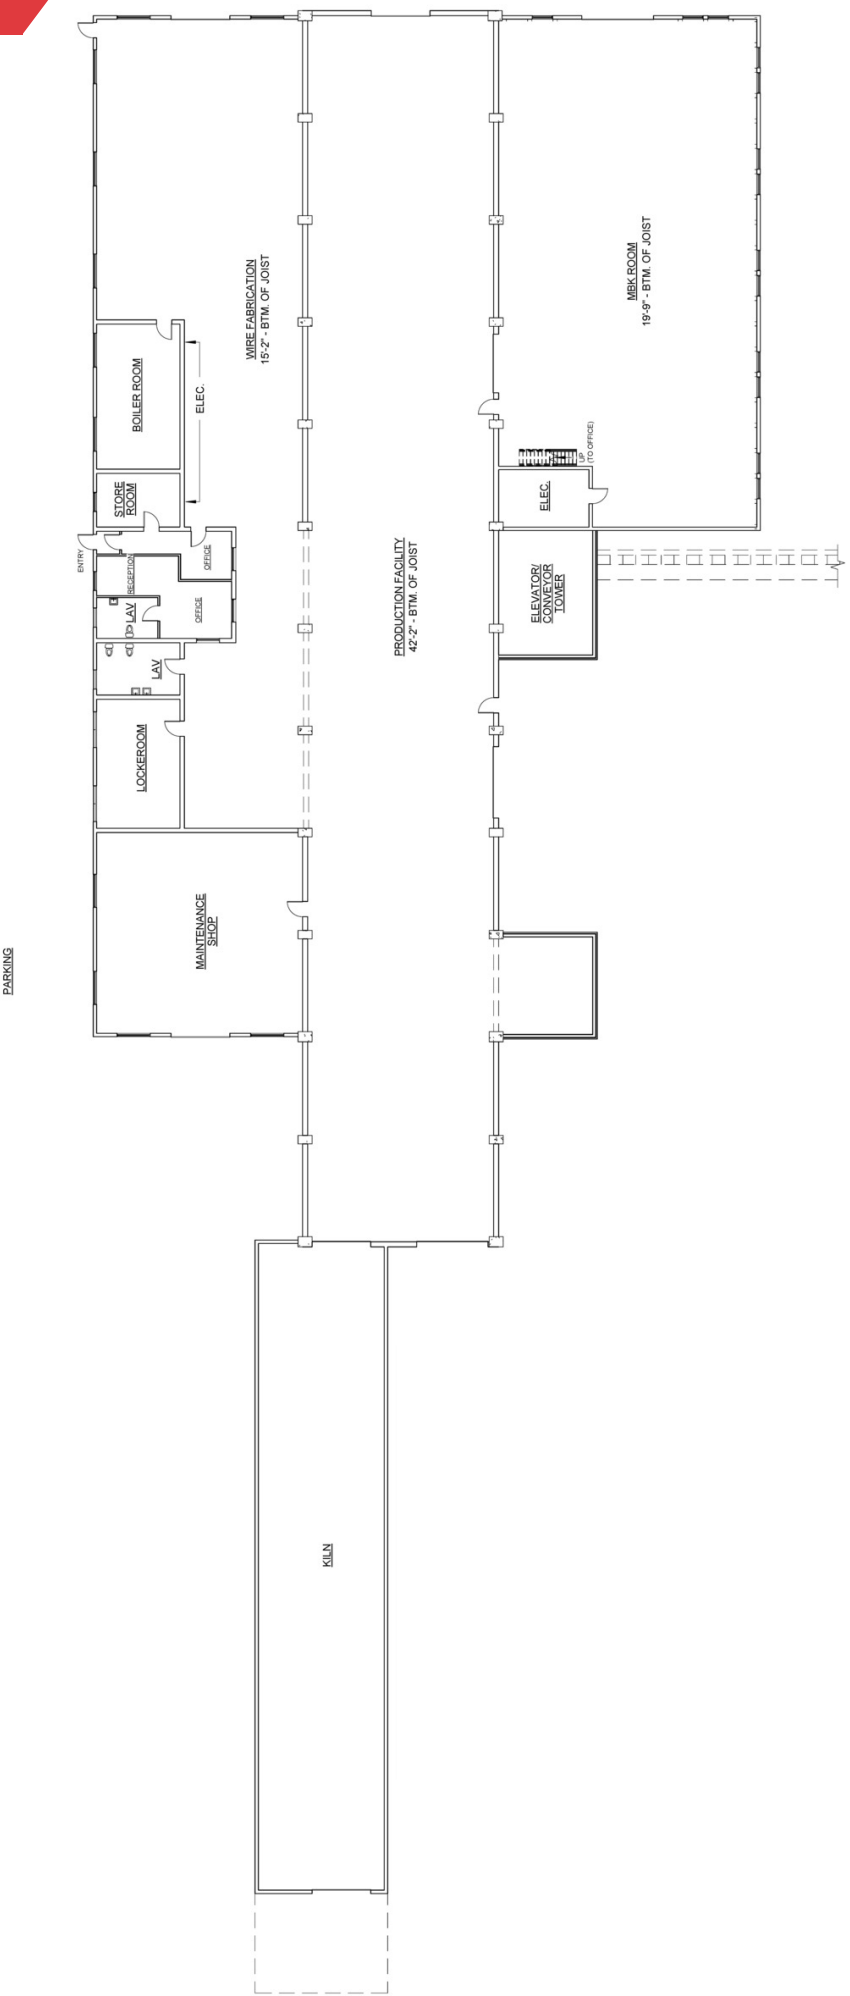 WIRE FABRICATION
15'-2" - BTM. OF JOIST
MBK ROOM
19'-9" - BTM. OF JOIST
BOILER ROOM
ELEC.
STORE
ROOM
UP
(TO OFFICE)
ELEC.
ENTRY
RECEPTION
OFFICE
OFFICE
LAV
LAV
PRODUCTION FACILITY
42'-2" - BTM. OF JOIST
ELEVATOR/
CONVEYOR
TOWER
LOCKEROOM
MAINTENANCE
SHOP
PARKING
KILN